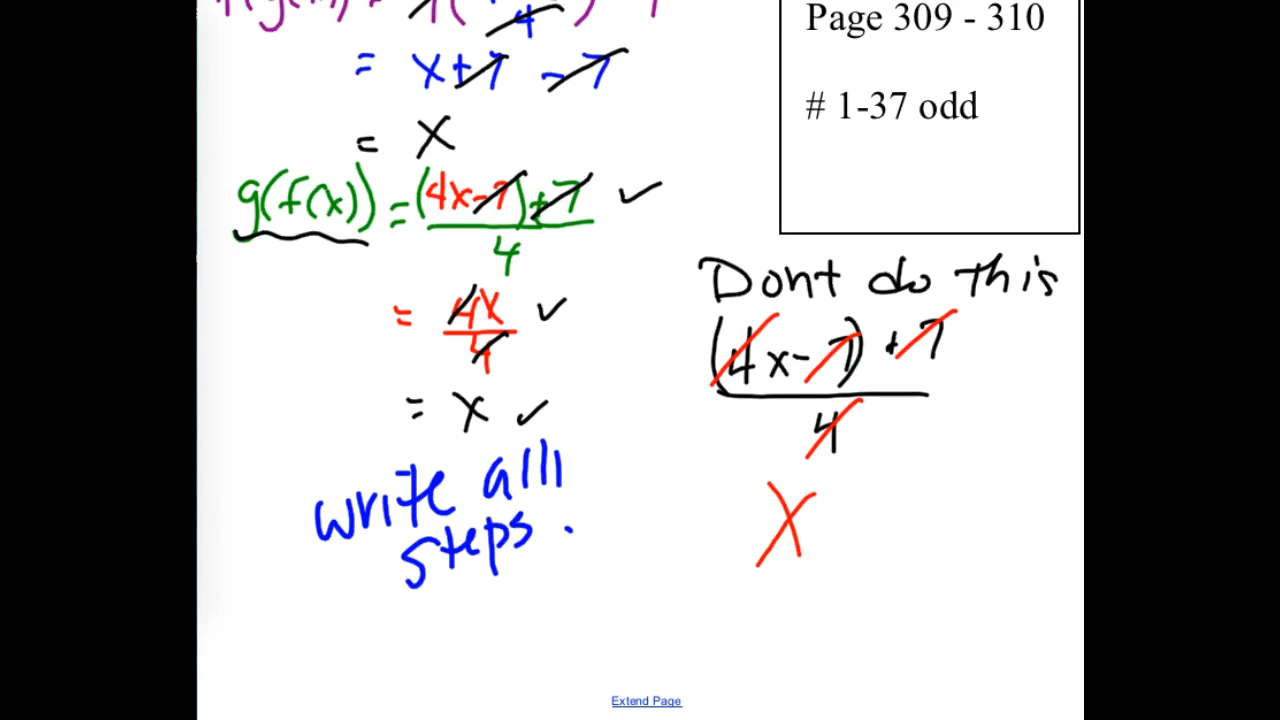 = x+7 -7
= x
g(f(x)) = (4x-7)+7
4
= 4x
4
= x
write all
steps.
Page 309 - 310
# 1-37 odd
Dont do this
(4x-7) + 7
4
X
Extend Page